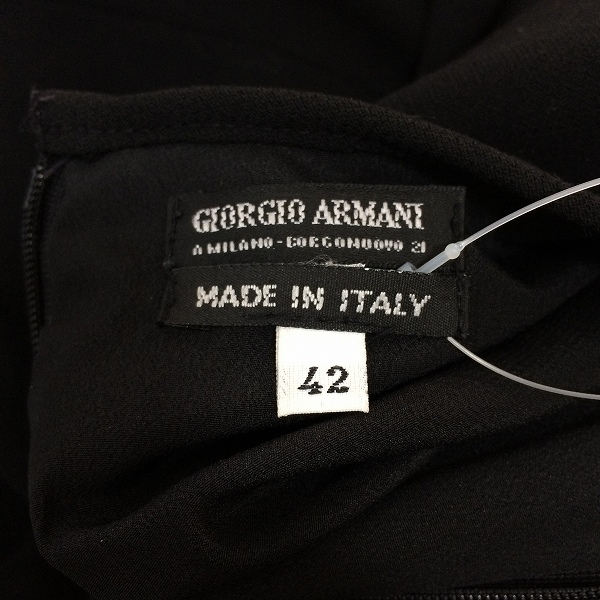 GIORGIO ARMANI
A MILANO-BORGONUOVO 21
MADE IN ITALY
42